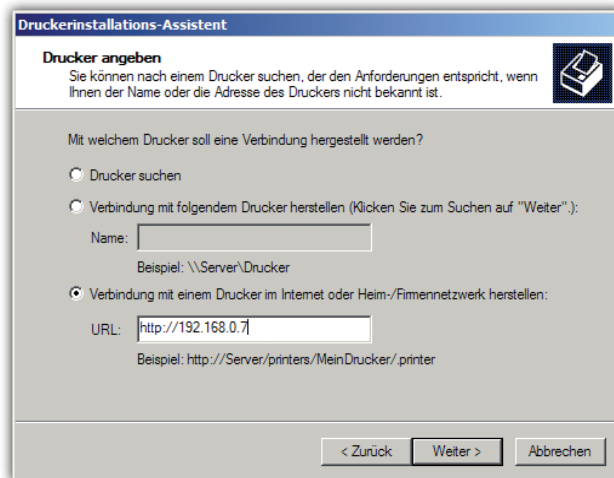 Druckerinstallations-Assistent
Drucker angeben
Sie können nach einem Drucker suchen, der den Anforderungen entspricht, wenn
Ihnen der Name oder die Adresse des Druckers nicht bekannt ist.
Mit welchem Drucker soll eine Verbindung hergestellt werden?
Drucker suchen
Verbindung mit folgendem Drucker herstellen (Klicken Sie zum Suchen auf "Weiter".):
Name:
Beispiel: \\Server\Drucker
Verbindung mit einem Drucker im Internet oder Heim-/Firmennetzwerk herstellen:
URL: http://192.168.0.7
Beispiel: http://Server/printers/MeinDrucker/.printer
< Zurück Weiter > Abbrechen